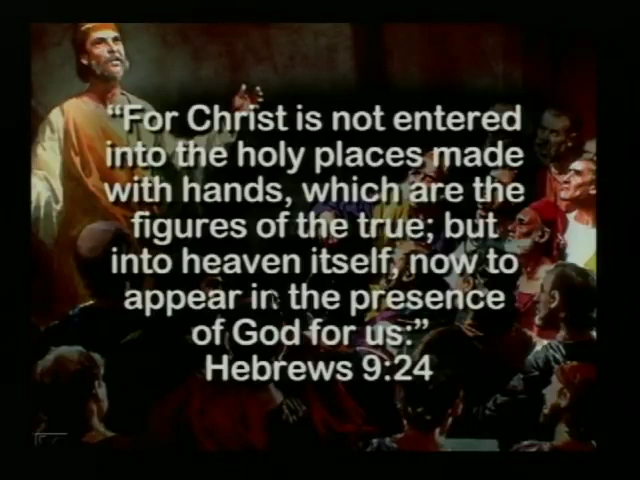 “For Christ is not entered
into the holy places made
with hands, which are the
figures of the true; but
into heaven itself, now to
appear in the presence
of God for us:”
Hebrews 9:24